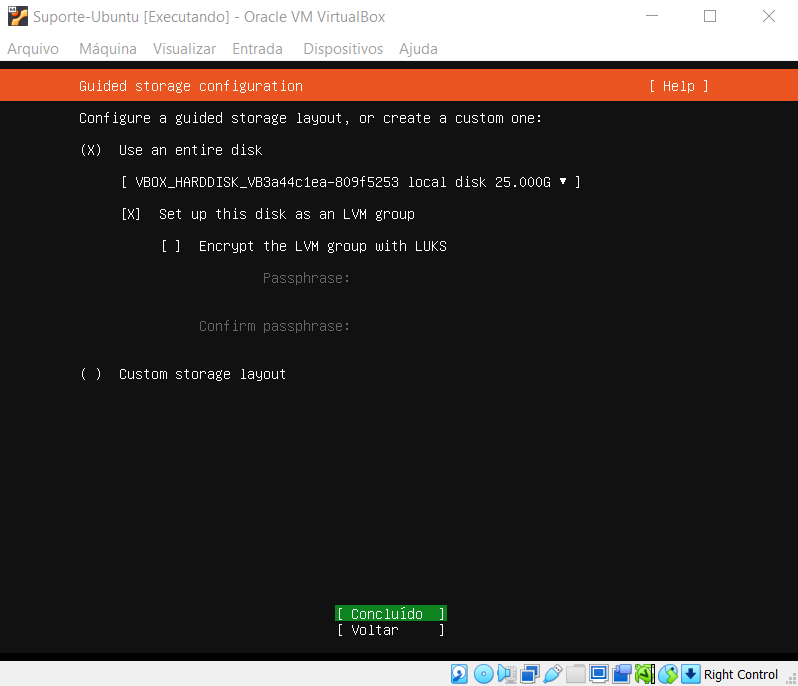 Suporte-Ubuntu [Executando] - Oracle VM VirtualBox
Arquivo Máquina Visualizar Entrada Dispositivos Ajuda
Guided storage configuration [ Help ]
Configure a guided storage layout, or create a custom one:
(X) Use an entire disk
[ VBOX_HARDDISK_VB3a44c1ea-809f5253 local disk 25.000G ▾ ]
[X] Set up this disk as an LVM group
[ ] Encrypt the LVM group with LUKS
Passphrase:
Confirm passphrase:
( ) Custom storage layout
[ Concluído ]
[ Voltar ]
Right Control